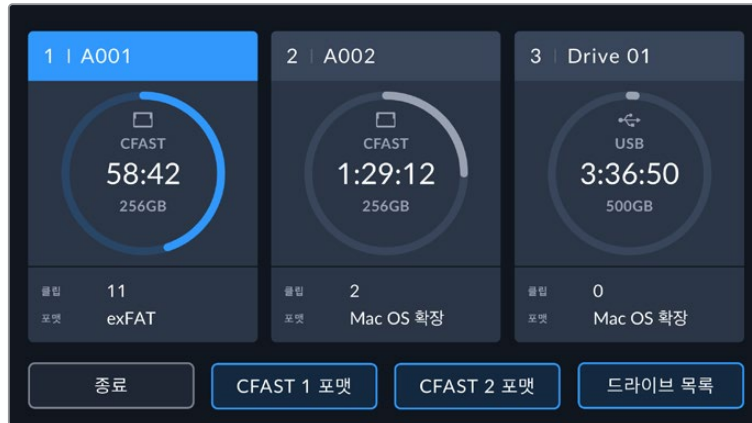 1 | A001
CFAST
58:42
256GB
클립 11
포맷 exFAT
2 | A002
CFAST
1:29:12
256GB
클립 2
포맷 Mac OS 확장
3 | Drive 01
USB
3:36:50
500GB
클립 0
포맷 Mac OS 확장
종료
CFAST 1 포맷
CFAST 2 포맷
드라이브 목록